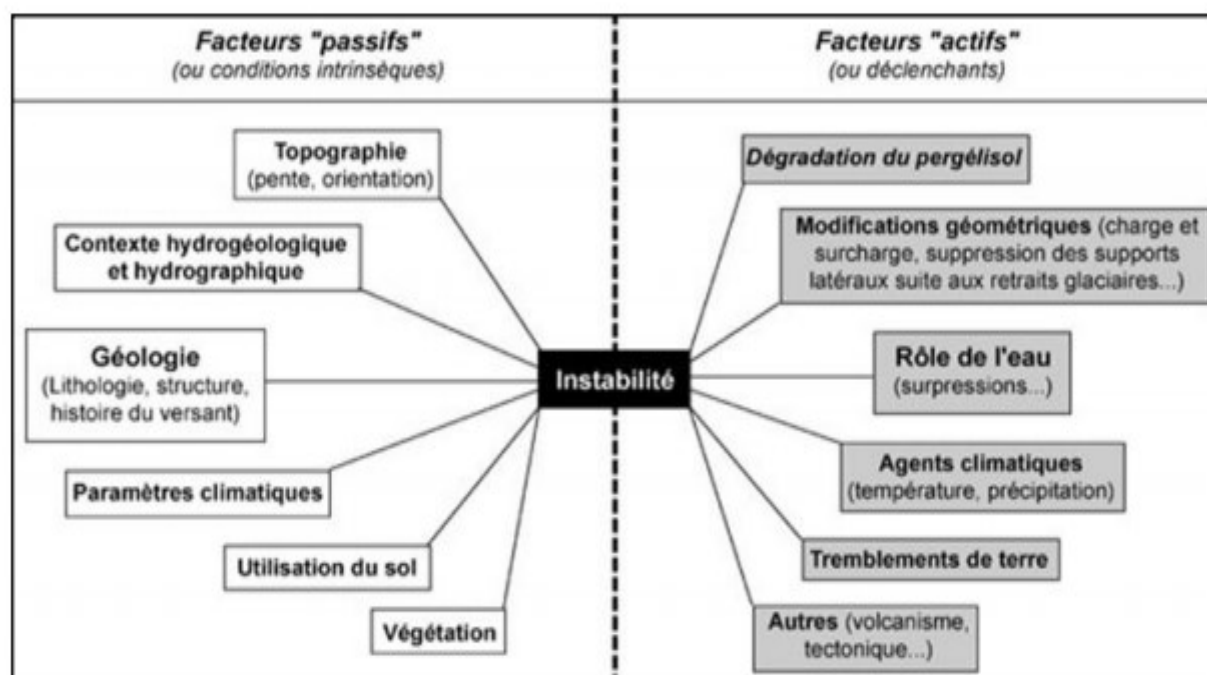 Facteurs "passifs"
(ou conditions intrinsèques)
Topographie
(pente, orientation)
Contexte hydrogéologique
et hydrographique
Géologie
(Lithologie, structure,
histoire du versant)
Paramètres climatiques
Utilisation du sol
Végétation
Instabilité
Facteurs "actifs"
(ou déclenchants)
Dégradation du pergélisol
Modifications géométriques (charge et
surcharge, suppression des supports
latéraux suite aux retraits glaciaires...)
Rôle de l'eau
(surpressions...)
Agents climatiques
(température, précipitation)
Tremblements de terre
Autres (volcanisme,
tectonique...)